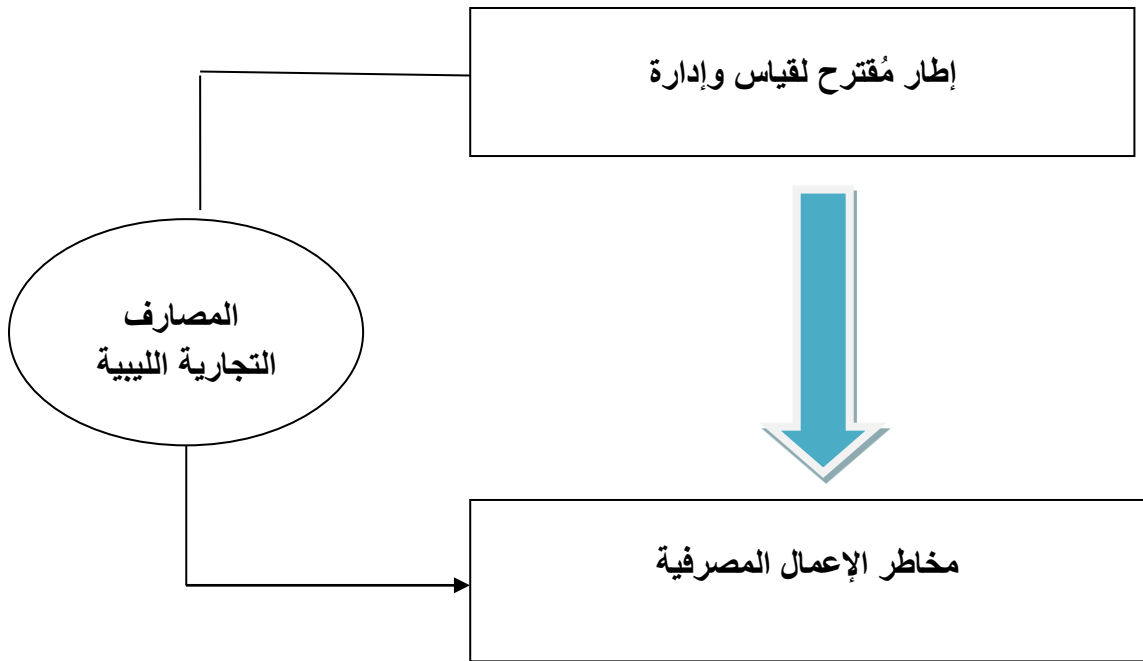 إطار مُقترح لقياس وإدارة
المصارف
التجارية الليبية
مخاطر الإعمال المصرفية